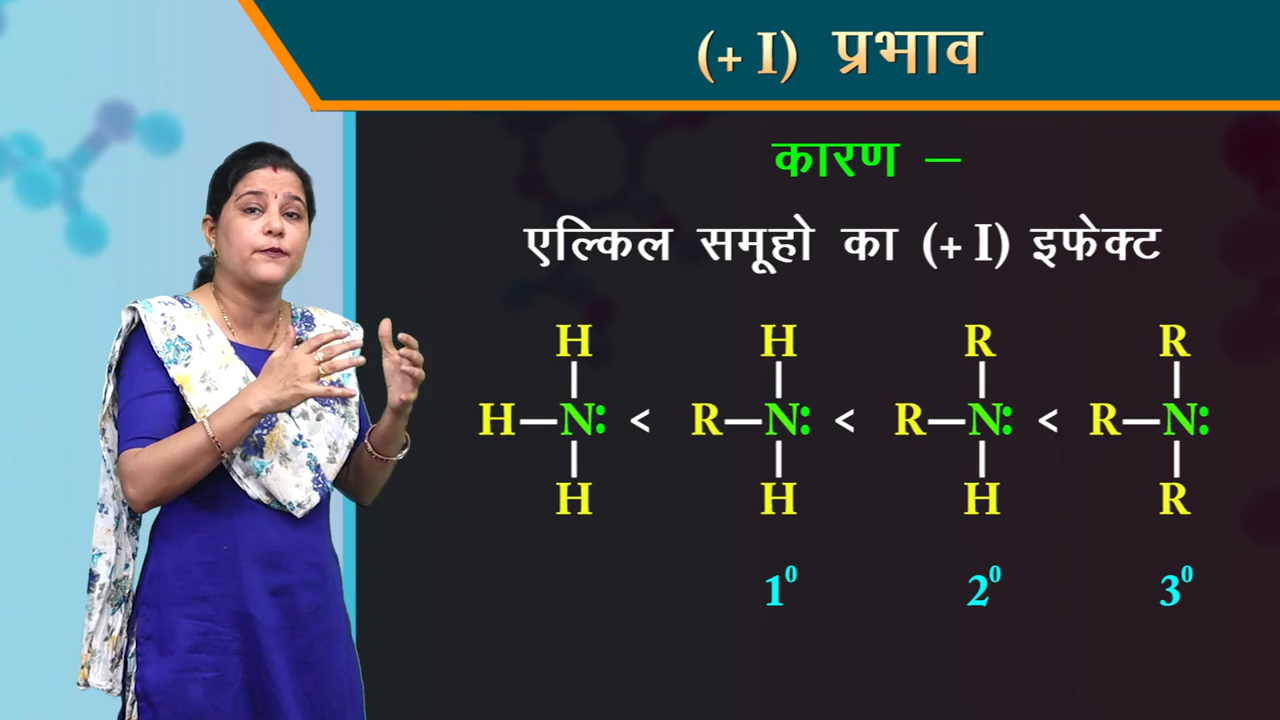 (+ I) प्रभाव
कारण –
एल्किल समूहो का (+ I) इफेक्ट
H H R R
H–N: < R–N: < R–N: < R–N:
H H H R
1⁰ 2⁰ 3⁰